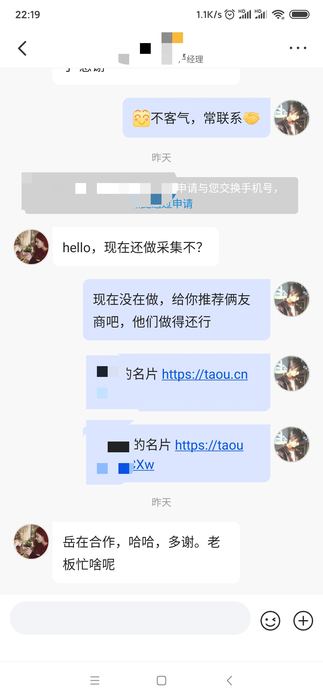 22:19
1.1K/s
经理
不客气，常联系
昨天
申请与您交换手机号，
申请
hello，现在还做采集不？
现在没在做，给你推荐俩友
商吧，他们做得还行
的名片 https://taou.cn
的名片 https://taou
Xw
昨天
岳在合作，哈哈，多谢。老
板忙啥呢